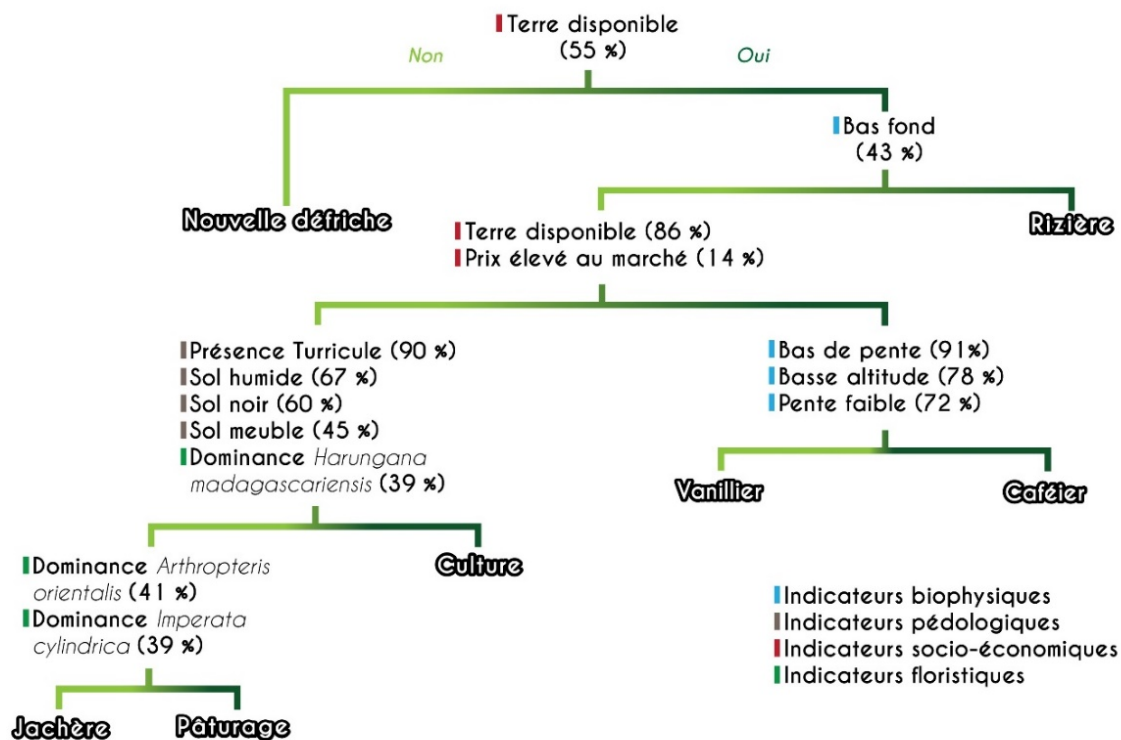 Terre disponible
(55 %)
Non
Oui
Bas fond
(43 %)
Nouvelle défriche
Rizière
Terre disponible (86 %)
Prix élevé au marché (14 %)
Présence Turricule (90 %)
Sol humide (67 %)
Sol noir (60 %)
Sol meuble (45 %)
Dominance Harungana
madagascariensis (39 %)
Bas de pente (91%)
Basse altitude (78 %)
Pente faible (72 %)
Vanillier
Caféier
Culture
Dominance Arthropteris
orientalis (41 %)
Dominance Imperata
cylindrica (39 %)
Jachère
Pâturage
Indicateurs biophysiques
Indicateurs pédologiques
Indicateurs socio-économiques
Indicateurs floristiques